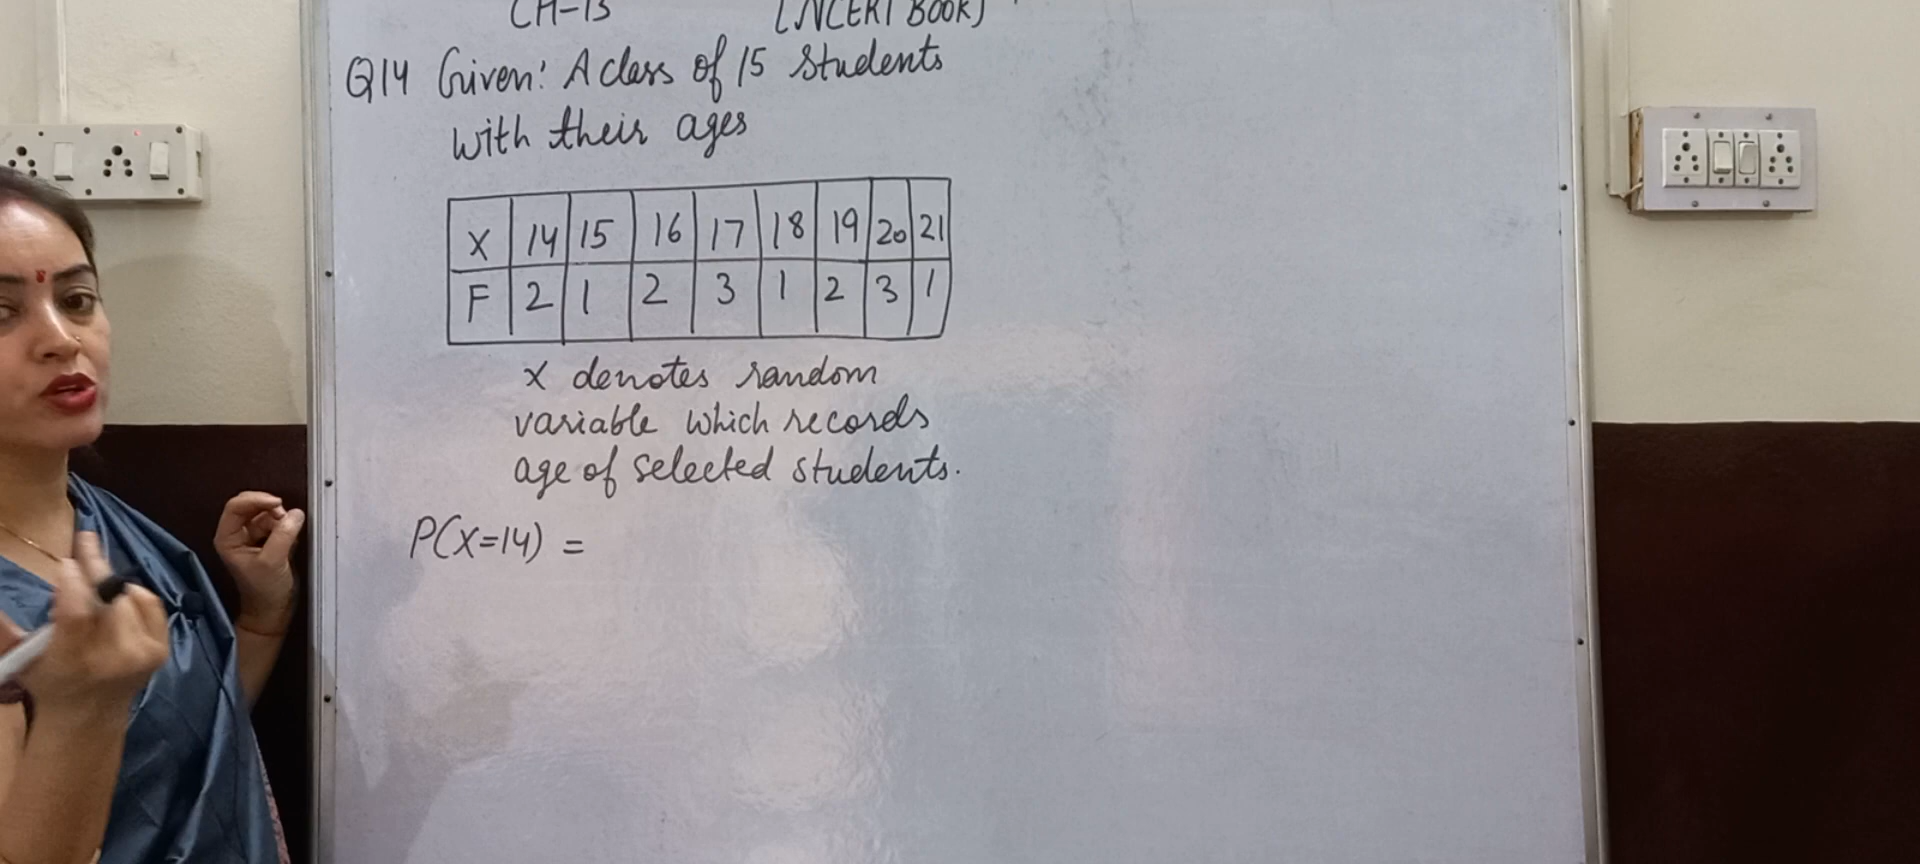 CH-13 [NCERT BOOK]
Q14 Given: A class of 15 students
with their ages
X 14 15 16 17 18 19 20 21
F 2 1 2 3 1 2 3 1
X denotes random
variable which records
age of selected students.
P(X=14) =